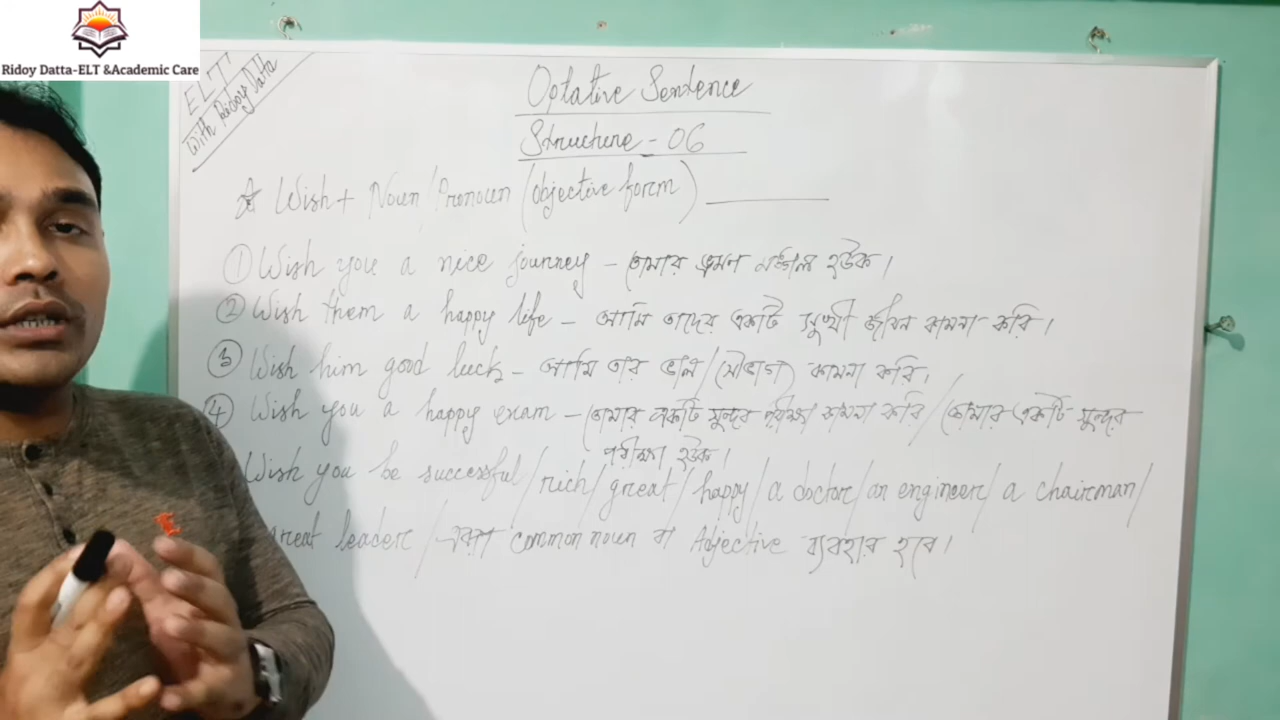 Ridoy Datta-ELT &Academic Care
ELT
With Ridoy Datta
Optative Sentence
Structure - 06
Wish + Noun/Pronoun (objective form)
① Wish you a nice journey - তোমার ভ্রমণ মঙ্গল হউক।
② Wish them a happy life - আমি তাদের একটি সুখী জীবন কামনা করি।
③ Wish him good luck - আমি তার ভাল/সৌভাগ্য কামনা করি।
④ Wish you a happy exam - তোমার একটি সুন্দর পরীক্ষা কামনা করি/তোমার একটি সুন্দর
পরীক্ষা হউক।
Wish you be successful/rich/great/happy/a doctor/an engineer/a chairman/
great leader/এরূপ common noun বা Adjective ব্যবহার হবে।